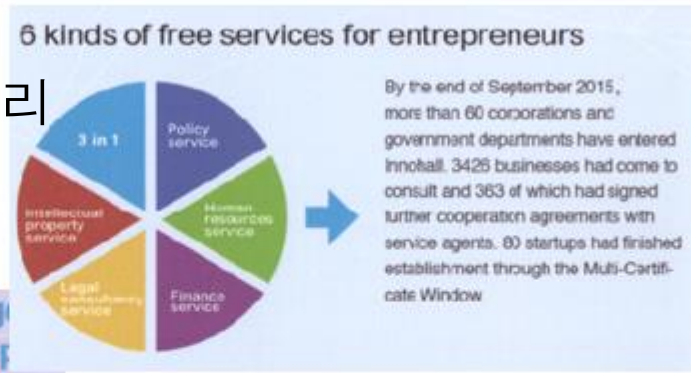 6 kinds of free services for entrepreneurs
리
3 in 1
Policy
service
Human
resources
service
Finance
service
Legal
consultancy
service
Intellectual
property
service
By the end of September 2015,
more than 60 corporations and
government departments have entered
Innohall. 3426 businesses had come to
consult and 363 of which had signed
further cooperation agreements with
service agents. 80 startups had finished
establishment through the Multi-Certifi-
cate Window